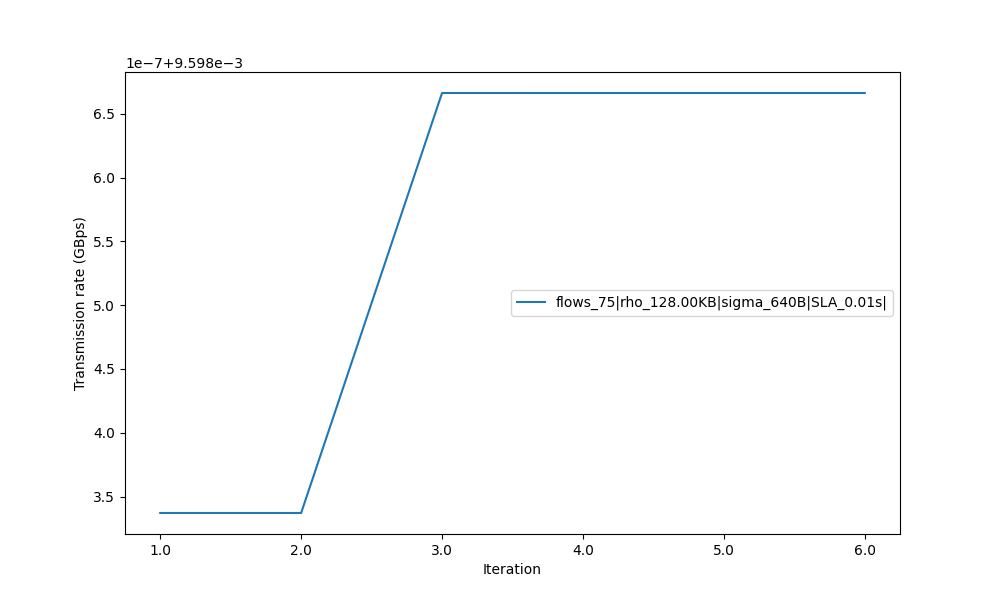 1e−7+9.598e−3
6.5
6.0
5.5
5.0
4.5
4.0
3.5
Transmission rate (GBps)
flows_75|rho_128.00KB|sigma_640B|SLA_0.01s|
1.0 2.0 3.0 4.0 5.0 6.0
Iteration